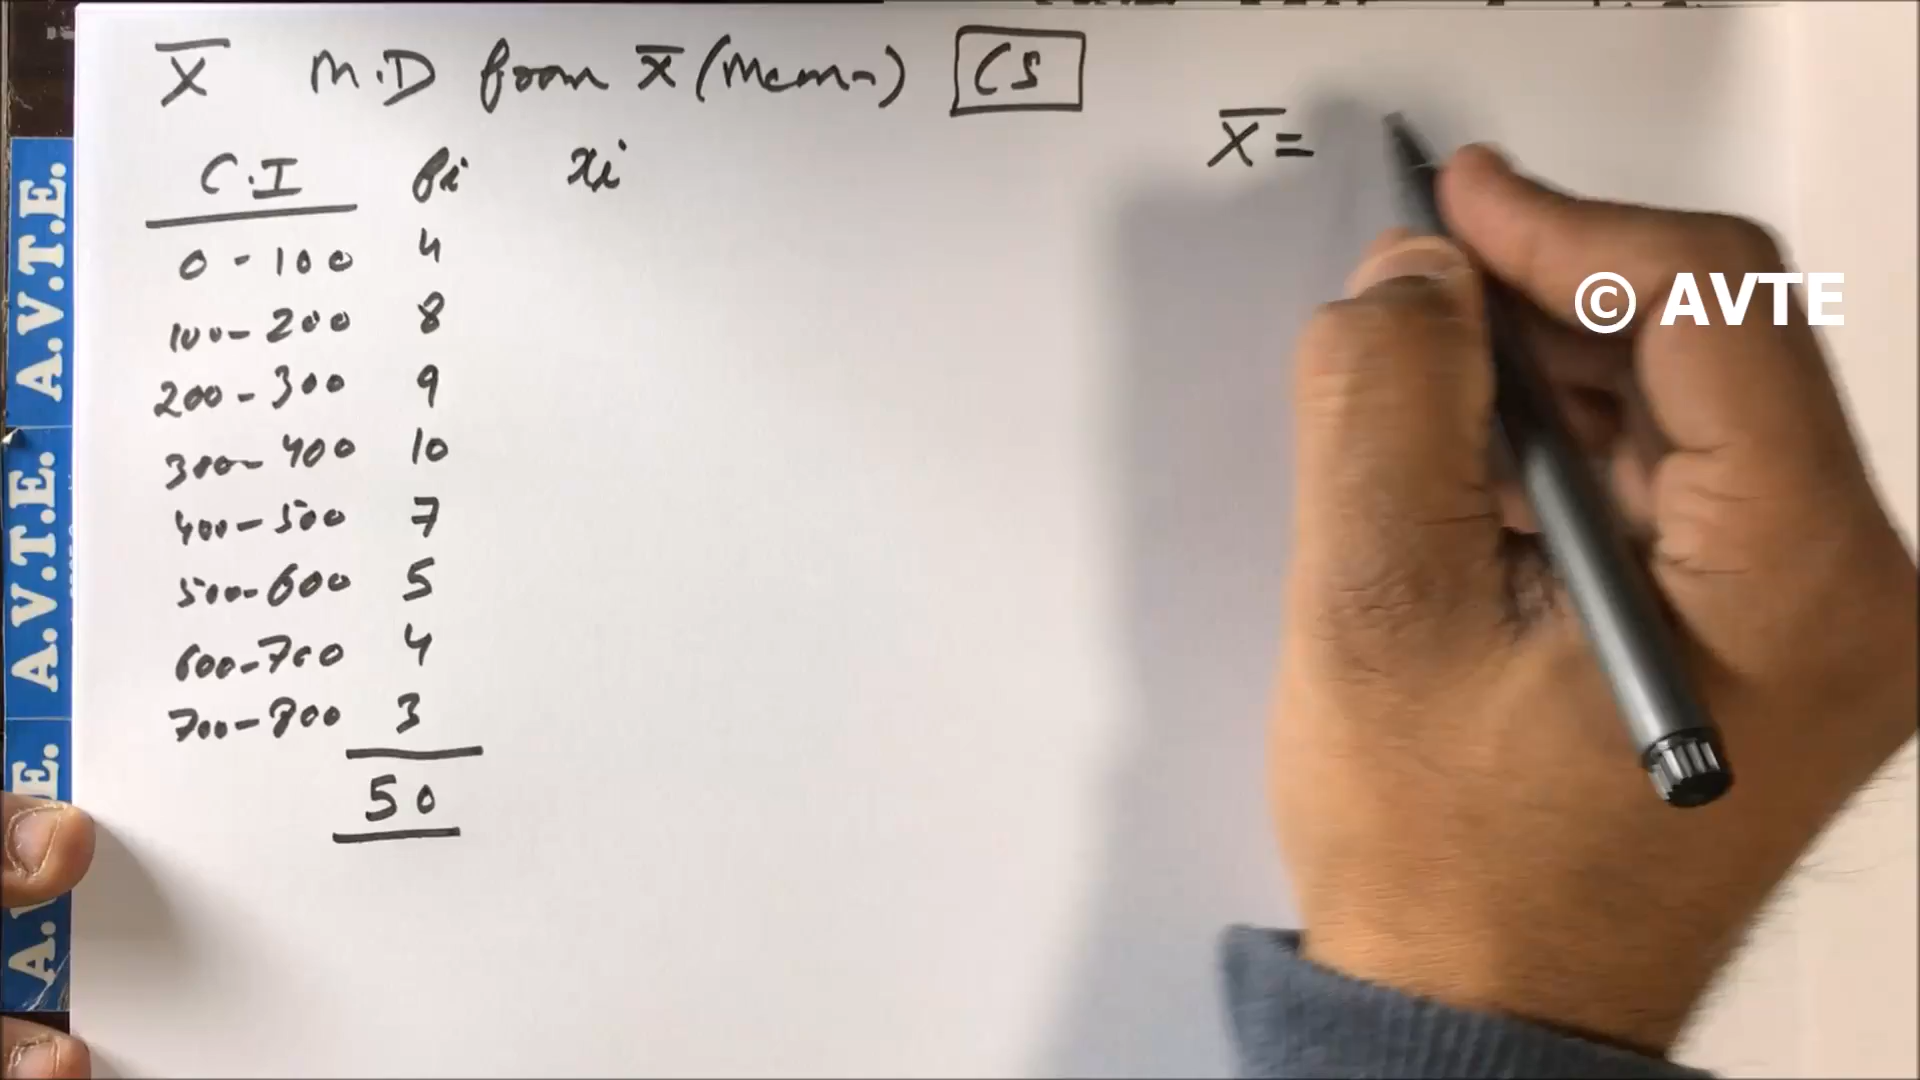 X̅ M.D from x̅ (Mean) CS
X̅ =
C.I fi xi
0 - 100 4
100 - 200 8
200 - 300 9
300 - 400 10
400 - 500 7
500 - 600 5
600 - 700 4
700 - 800 3
50
© AVTE
A.V.T.E.
A.V.T.E.
A. E.